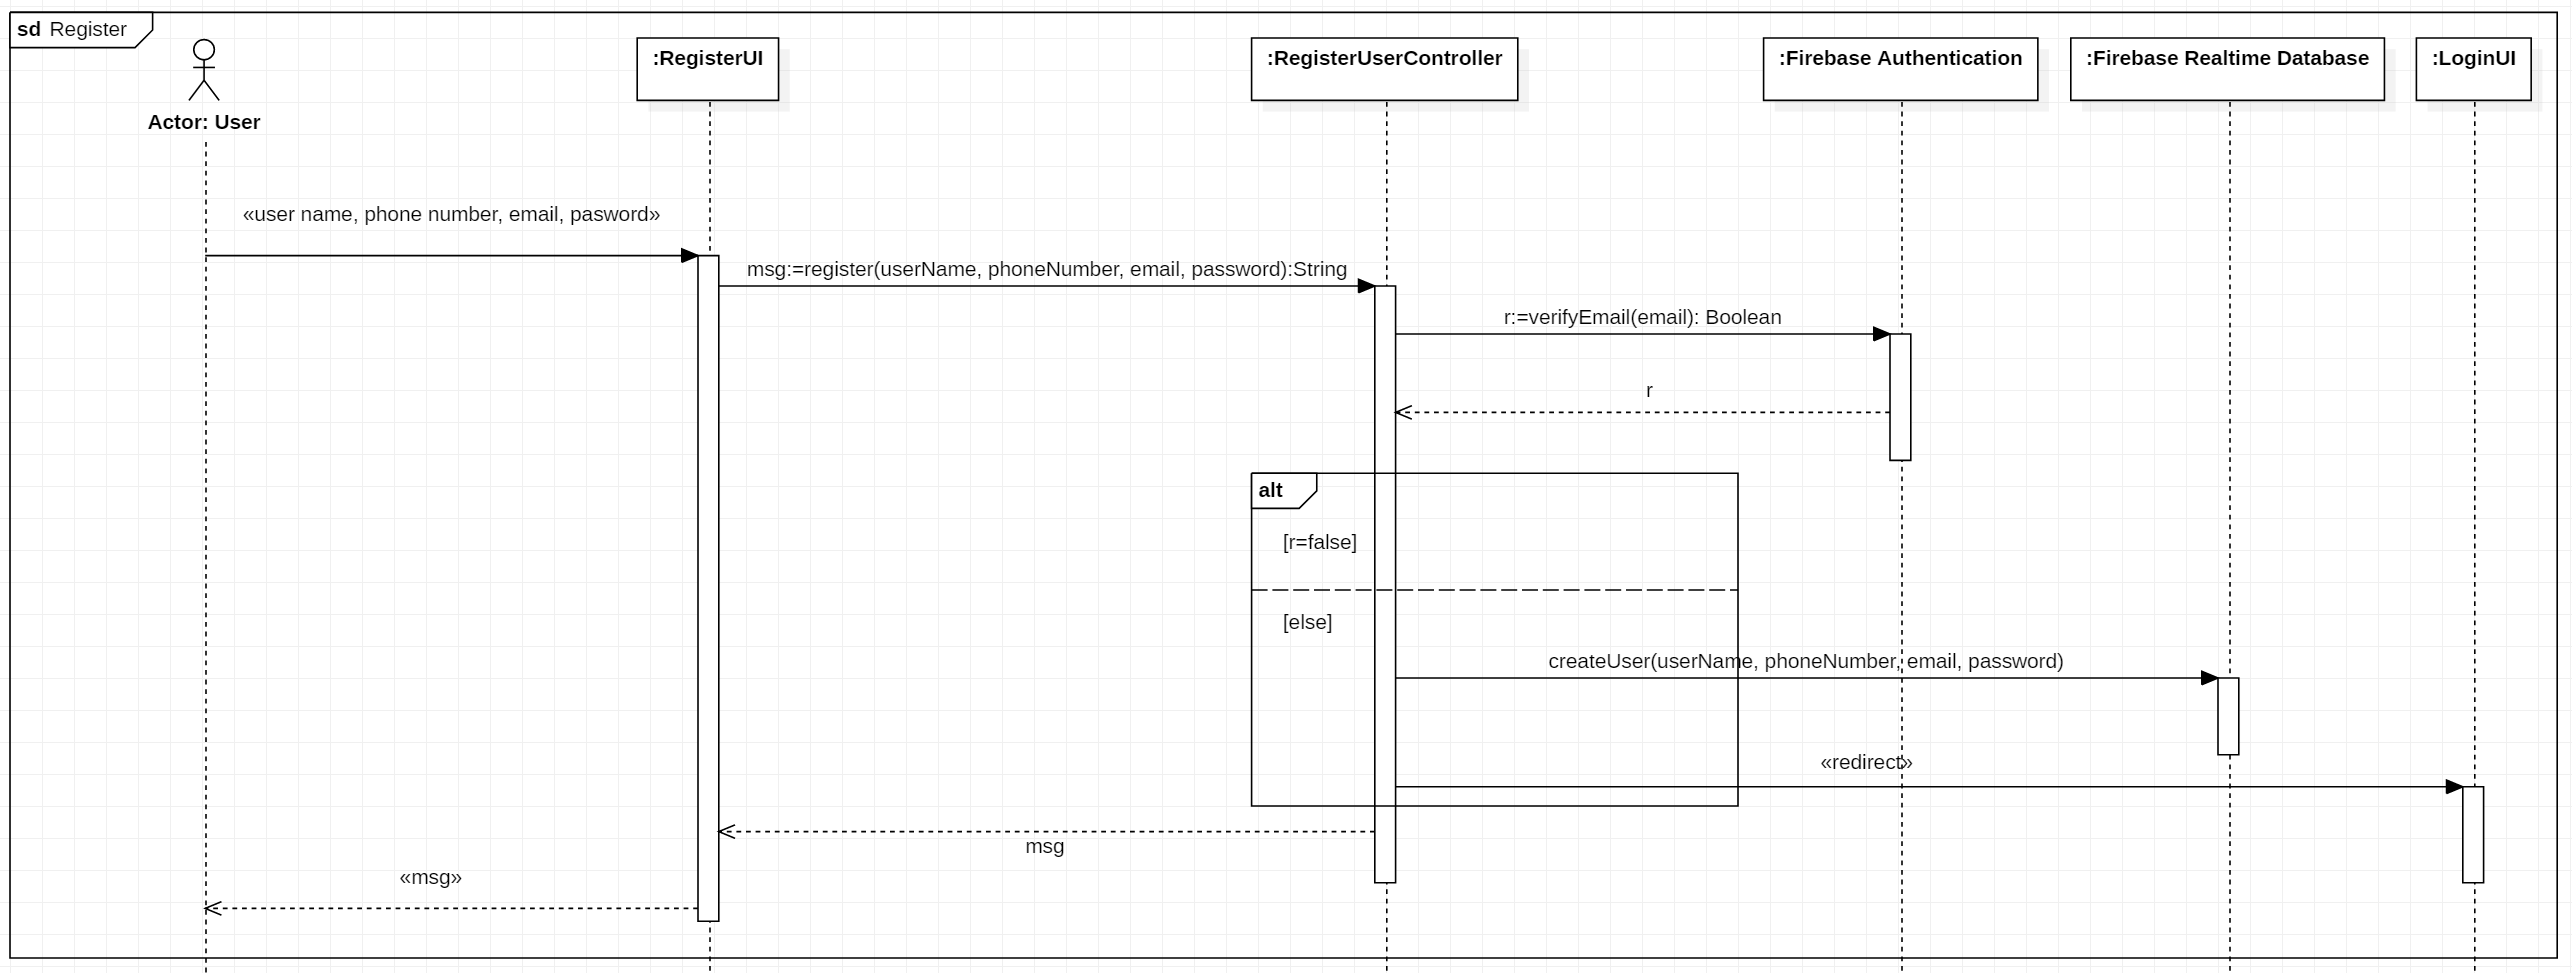 sd Register
Actor: User
:RegisterUI
:RegisterUserController
:Firebase Authentication
:Firebase Realtime Database
:LoginUI
«user name, phone number, email, pasword»
msg:=register(userName, phoneNumber, email, password):String
r:=verifyEmail(email): Boolean
r
alt
[r=false]
[else]
createUser(userName, phoneNumber, email, password)
«redirect»
msg
«msg»